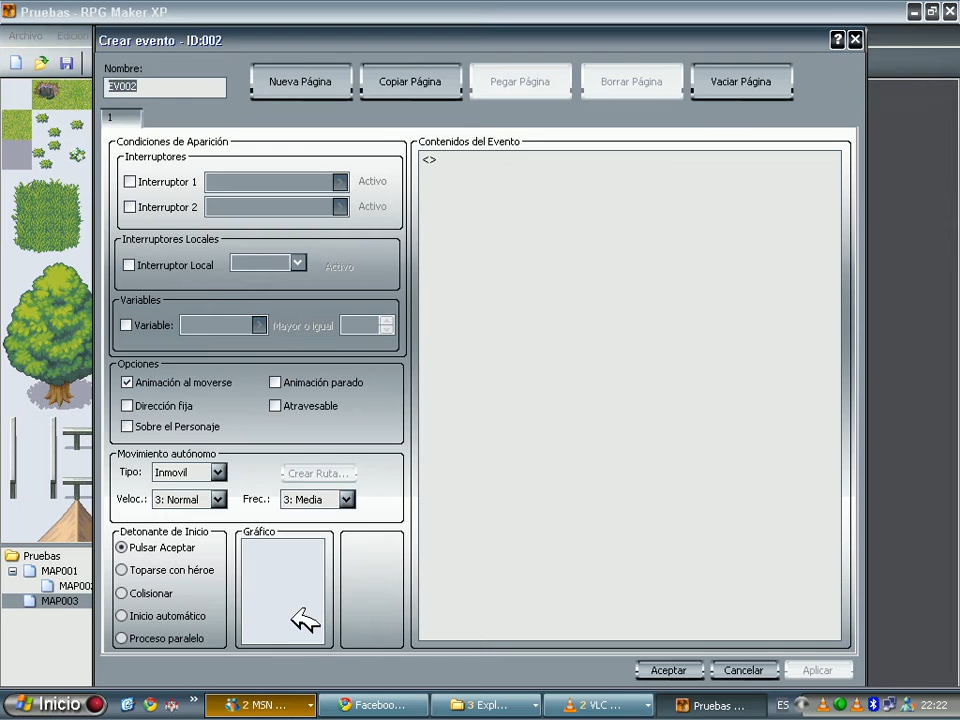 Pruebas - RPG Maker XP
Archivo Edición
Crear evento - ID:002
Nombre:
EV002
Nueva Página
Copiar Página
Pegar Página
Borrar Página
Vaciar Página
1
Condiciones de Aparición
Interruptores
Interruptor 1
Activo
Interruptor 2
Activo
Interruptores Locales
Interruptor Local
Activo
Variables
Variable:
Mayor o igual
Opciones
Animación al moverse
Animación parado
Dirección fija
Atravesable
Sobre el Personaje
Movimiento autónomo
Tipo:
Inmovil
Crear Ruta...
Veloc.:
3: Normal
Frec.:
3: Media
Detonante de Inicio
Pulsar Aceptar
Toparse con héroe
Colisionar
Inicio automático
Proceso paralelo
Gráfico
Contenidos del Evento
<>
Aceptar
Cancelar
Aplicar
Pruebas
MAP001
MAP002
MAP003
Inicio
»
2 MSN ...
Faceboo...
3 Expl...
2 VLC ...
Pruebas ...
ES
22:22